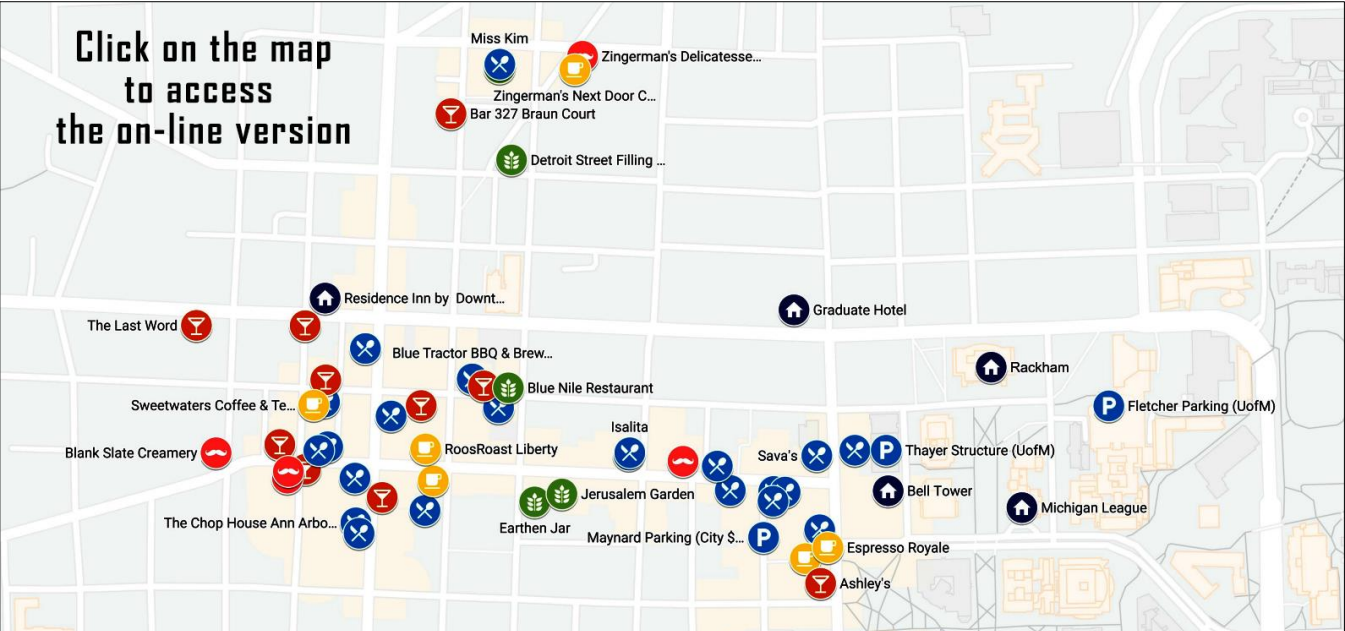 Click on the map
to access
the on-line version
Miss Kim
Zingerman's Delicatesse...
Zingerman's Next Door C...
Bar 327 Braun Court
Detroit Street Filling ...
Residence Inn by Downt...
Graduate Hotel
The Last Word
Blue Tractor BBQ & Brew...
Rackham
Blue Nile Restaurant
Sweetwaters Coffee & Te...
P Fletcher Parking (UofM)
Isalita
Blank Slate Creamery
RoosRoast Liberty
Sava's
P Thayer Structure (UofM)
Bell Tower
Jerusalem Garden
Michigan League
The Chop House Ann Arbo...
Earthen Jar
Maynard Parking (City $... P
Espresso Royale
Ashley's